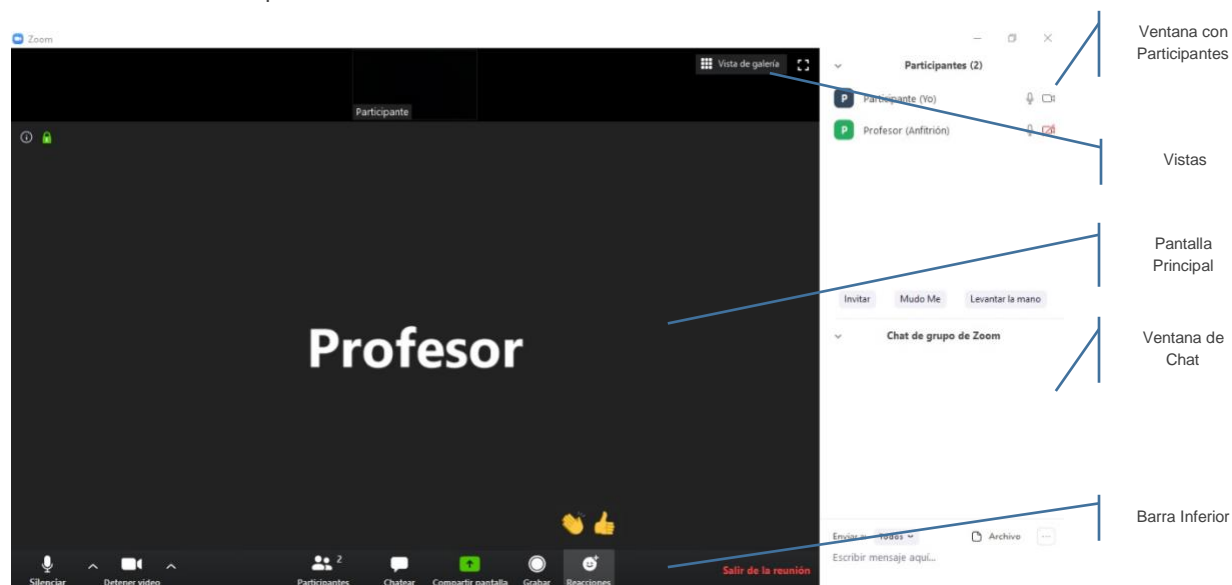 Zoom
Vista de galería
Participante
Profesor
2
Silenciar
Detener video
Participantes
Chatear
Compartir pantalla
Grabar
Reacciones
Salir de la reunión
Participantes (2)
P
Participante (Yo)
P
Profesor (Anfitrión)
Invitar
Mudo Me
Levantar la mano
Chat de grupo de Zoom
Todos
Archivo
Escribir mensaje aquí...
Ventana con
Participantes
Vistas
Pantalla
Principal
Ventana de
Chat
Barra Inferior